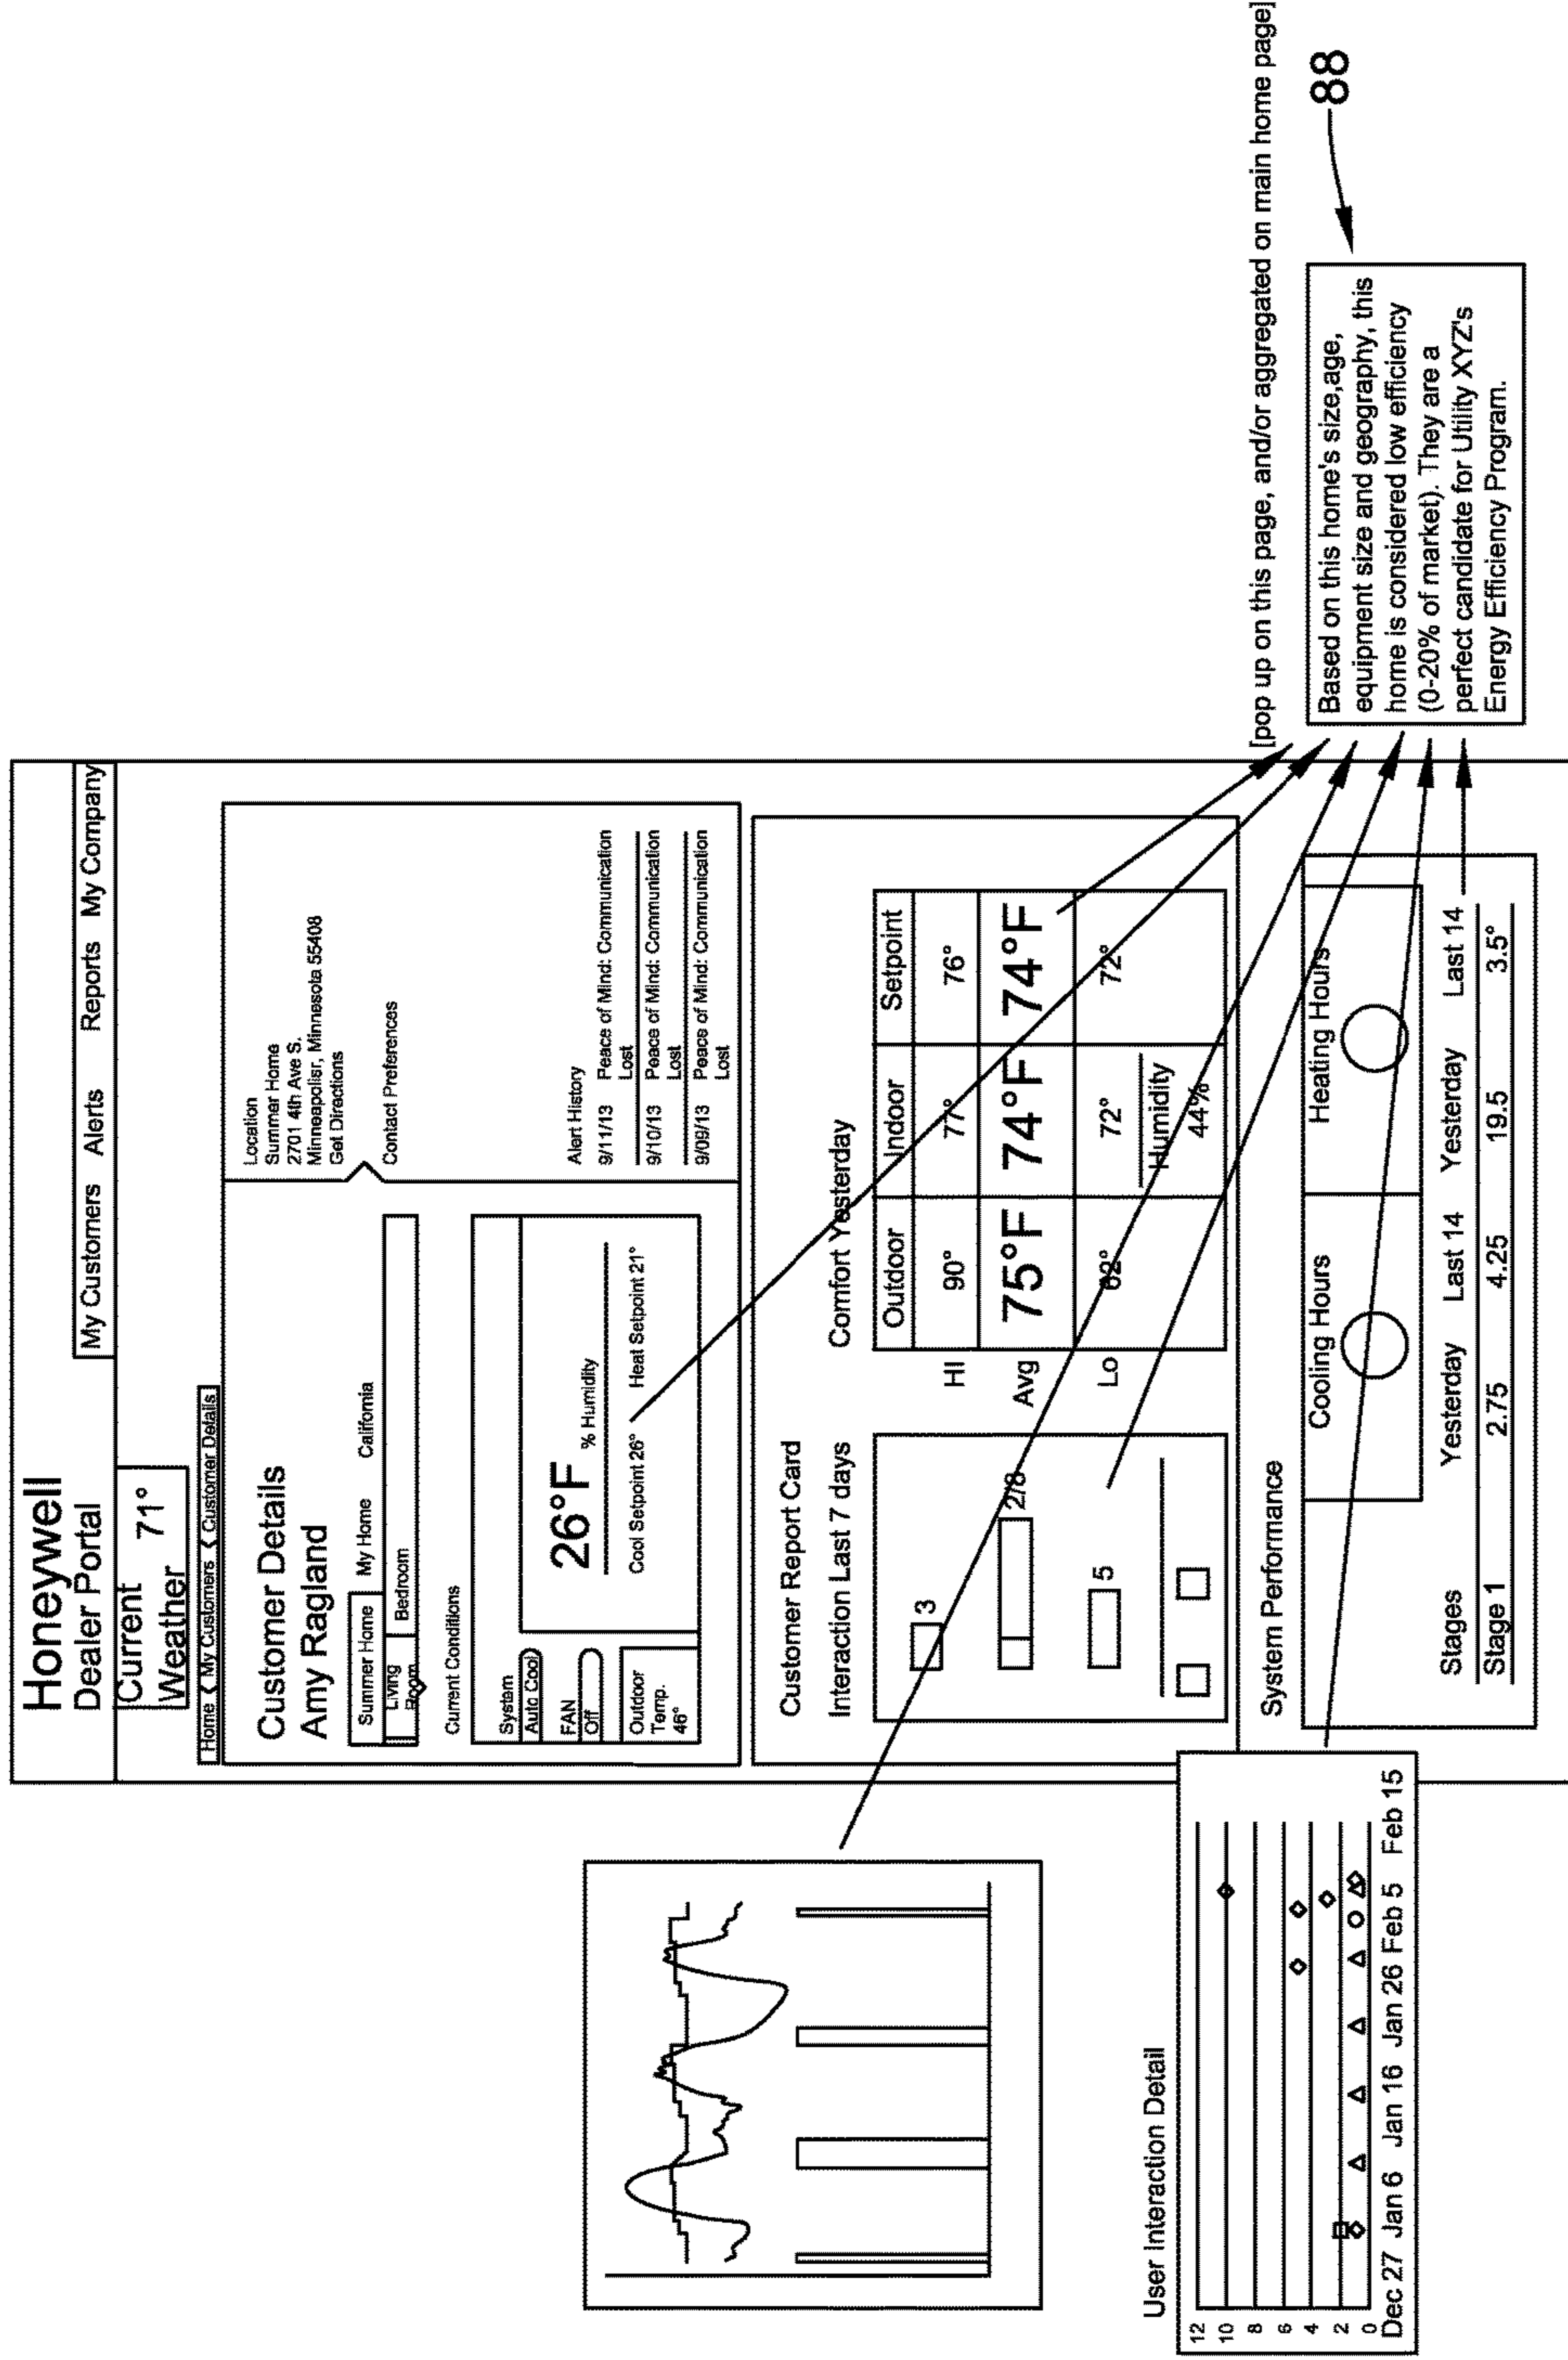 Honeywell
Dealer Portal
My Customers Alerts Reports My Company
Current
Weather 71°
Home < My Customers < Customer Details
Customer Details
Amy Ragland
Summer Home My Home California
Living
Room
Bedroom
Current Conditions
System
Auto Cool
FAN
Off
Outdoor
Temp.
46°
26°F
% Humidity
Cool Setpoint 26° Heat Setpoint 21°
Location
Summer Home
2701 4th Ave S.
Minneapolisr, Minnesota 55408
Get Directions
Contact Preferences
Alert History
9/11/13 Peace of Mind: Communication
Lost
9/10/13 Peace of Mind: Communication
Lost
9/09/13 Peace of Mind: Communication
Lost
Customer Report Card
Interaction Last 7 days
3
2/8
5
Comfort Yesterday
Outdoor Indoor Setpoint
HI 90° 77° 76°
Avg 75°F 74°F 74°F
Lo 62° 72° 72°
Humidity
44%
System Performance
Cooling Hours Heating Hours
Stages Yesterday Last 14 Yesterday Last 14
Stage 1 2.75 4.25 19.5 3.5°
User Interaction Detail
12
10
8
6
4
2
0
Dec 27 Jan 6 Jan 16 Jan 26 Feb 5 Feb 15
[pop up on this page, and/or aggregated on main home page]
Based on this home's size,age,
equipment size and geography, this
home is considered low efficiency
(0-20% of market). They are a
perfect candidate for Utility XYZ's
Energy Efficiency Program.
88